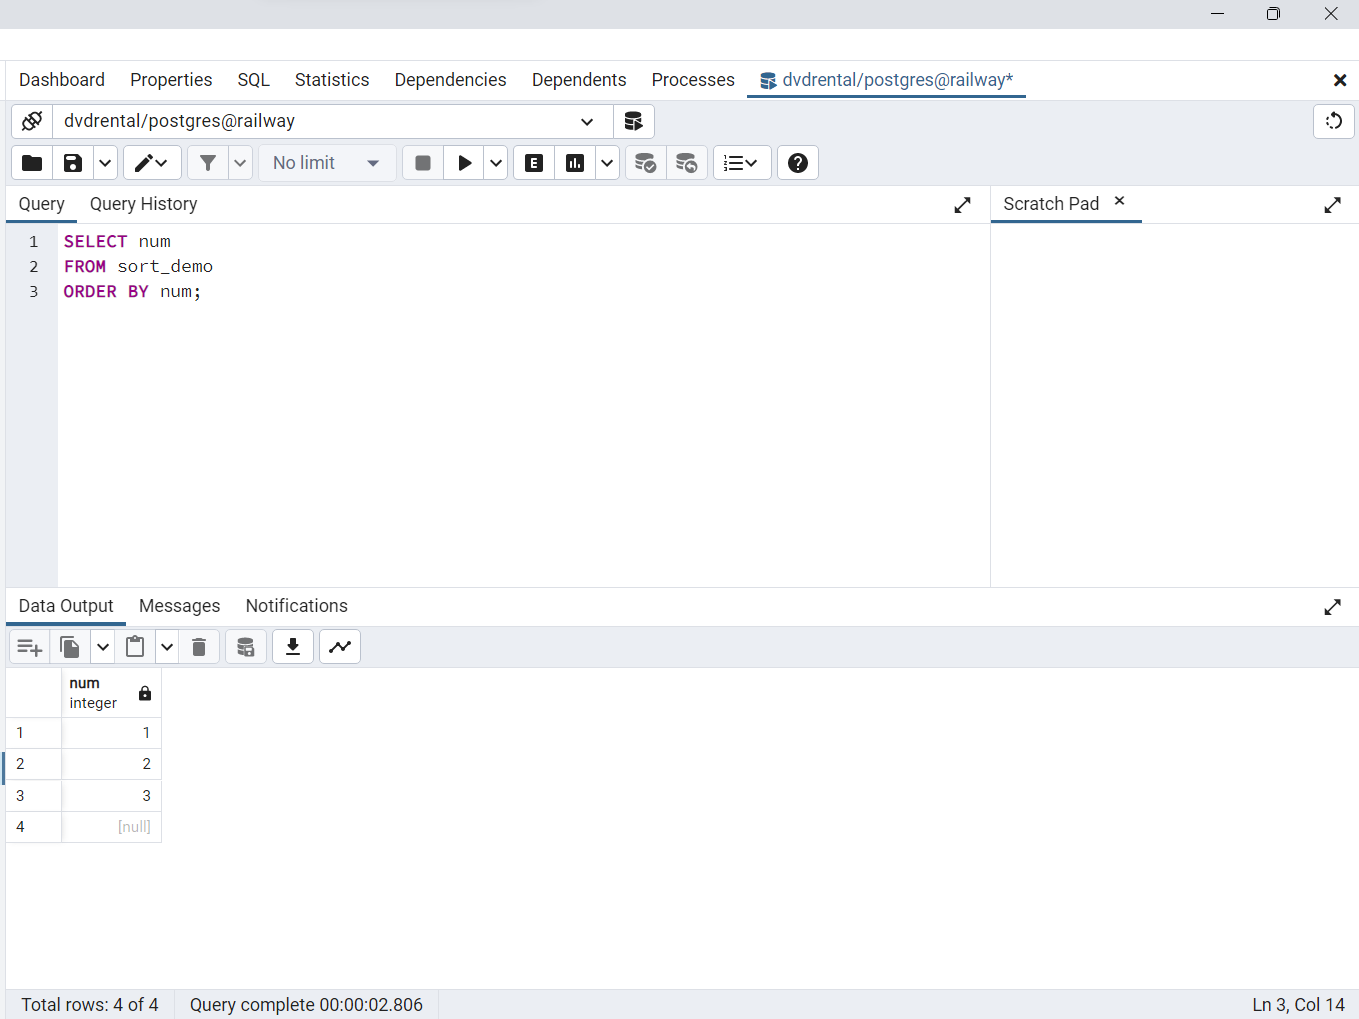 Dashboard Properties SQL Statistics Dependencies Dependents Processes dvdrental/postgres@railway*
dvdrental/postgres@railway
No limit E
Query Query History Scratch Pad
1 SELECT num
2 FROM sort_demo
3 ORDER BY num;
Data Output Messages Notifications
num
integer
1 1
2 2
3 3
4 [null]
Total rows: 4 of 4 Query complete 00:00:02.806 Ln 3, Col 14